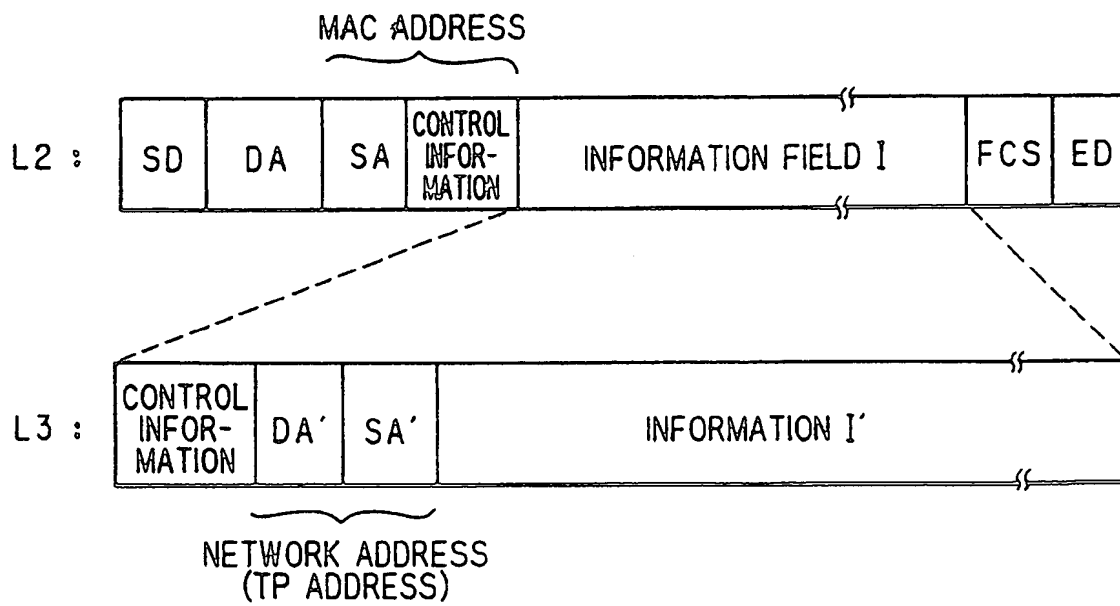 MAC ADDRESS
L2 : SD DA SA CONTROL INFOR- MATION INFORMATION FIELD I FCS ED
L3 : CONTROL INFOR- MATION DA' SA' INFORMATION I'
NETWORK ADDRESS
(TP ADDRESS)